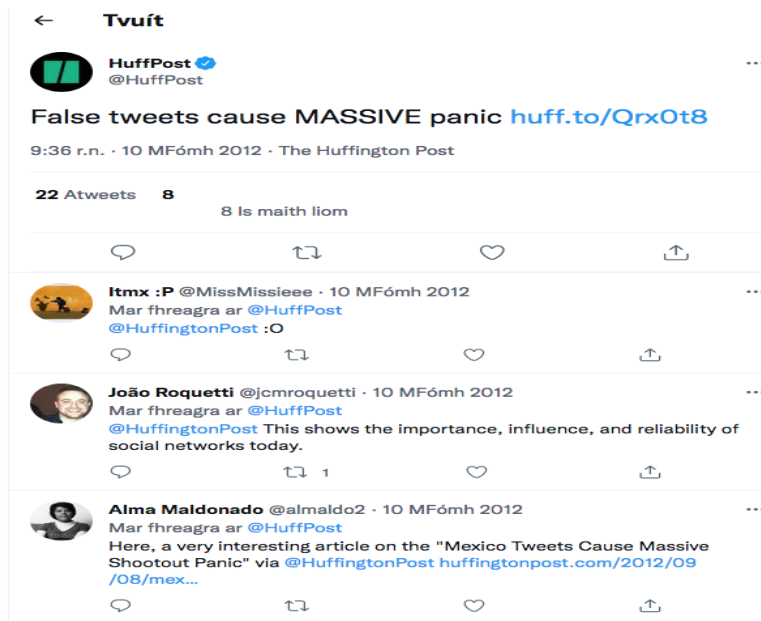 Tvuít
HuffPost
@HuffPost
False tweets cause MASSIVE panic huff.to/Qrx0t8
9:36 r.n. · 10 MFómh 2012 · The Huffington Post
22 Atweets 8
8 Is maith liom
Itmx :P @MissMissieee · 10 MFómh 2012
Mar fhreagra ar @HuffPost
@HuffingtonPost :O
João Roquetti @jcmroquetti · 10 MFómh 2012
Mar fhreagra ar @HuffPost
@HuffingtonPost This shows the importance, influence, and reliability of
social networks today.
1
Alma Maldonado @almaldo2 · 10 MFómh 2012
Mar fhreagra ar @HuffPost
Here, a very interesting article on the "Mexico Tweets Cause Massive
Shootout Panic" via @HuffingtonPost huffingtonpost.com/2012/09
/08/mex...